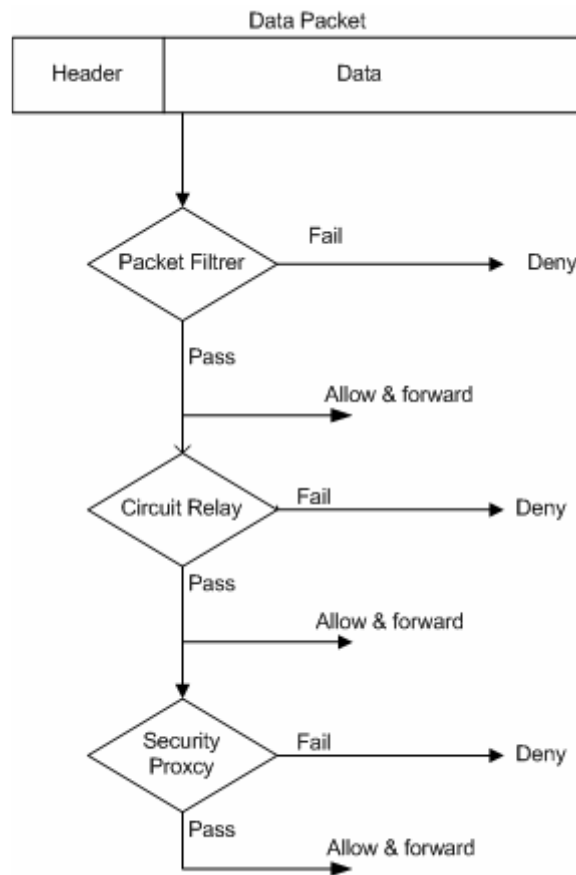 Data Packet
Header
Data
Fail
Packet Filtrer
Deny
Pass
Allow & forward
Circuit Relay
Fail
Deny
Pass
Allow & forward
Security
Proxcy
Fail
Deny
Pass
Allow & forward